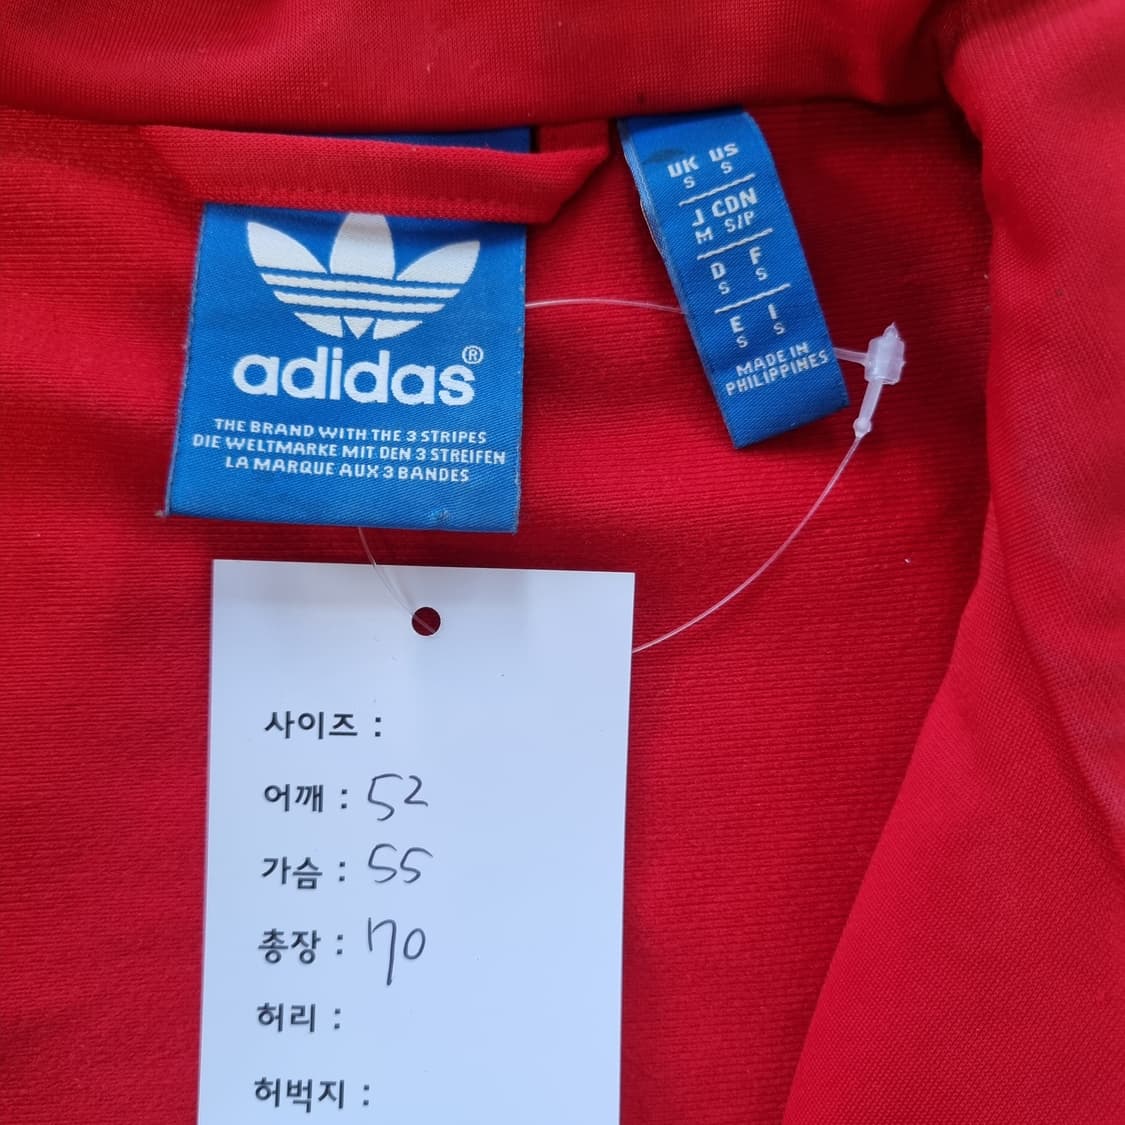 adidas®
THE BRAND WITH THE 3 STRIPES
DIE WELTMARKE MIT DEN 3 STREIFEN
LA MARQUE AUX 3 BANDES
UK US
S S
J CDN
M S/P
D F
S S
E I
S S
MADE IN
PHILIPPINES
사이즈 :
어깨 : 52
가슴 : 55
총장 : 70
허리 :
허벅지 :